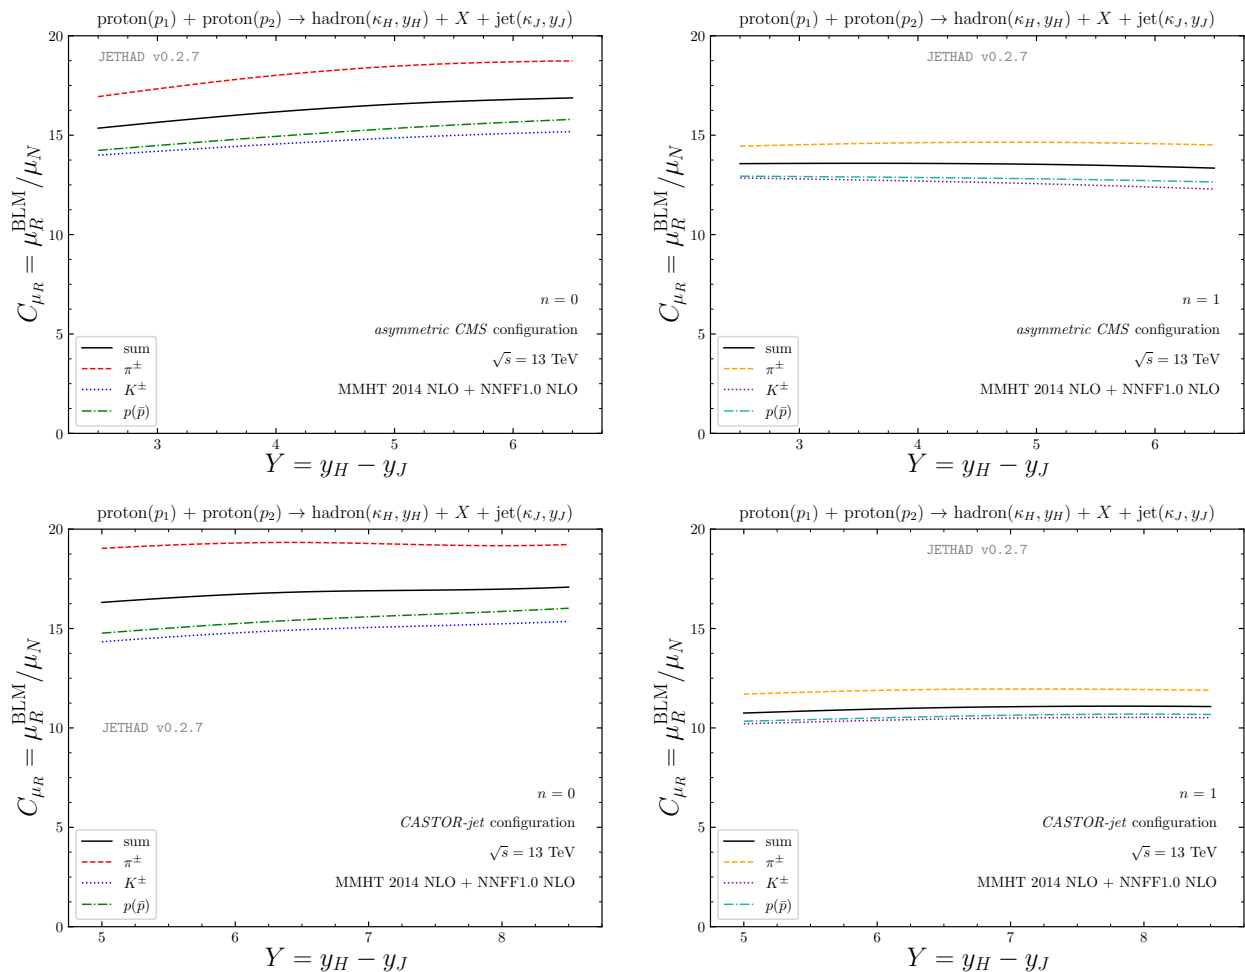 proton(p₁) + proton(p₂) → hadron(κ_H, y_H) + X + jet(κ_J, y_J)
JETHAD v0.2.7
20
15
10
5
0
C_{μ_R} = μ_R^{BLM}/μ_N
n = 0
asymmetric CMS configuration
√s = 13 TeV
MMHT 2014 NLO + NNFF1.0 NLO
sum
π^±
K^±
p(p̄)
3 4 5 6
Y = y_H − y_J
proton(p₁) + proton(p₂) → hadron(κ_H, y_H) + X + jet(κ_J, y_J)
JETHAD v0.2.7
20
15
10
5
0
C_{μ_R} = μ_R^{BLM}/μ_N
n = 1
asymmetric CMS configuration
√s = 13 TeV
MMHT 2014 NLO + NNFF1.0 NLO
sum
π^±
K^±
p(p̄)
3 4 5 6
Y = y_H − y_J
proton(p₁) + proton(p₂) → hadron(κ_H, y_H) + X + jet(κ_J, y_J)
20
15
10
5
0
C_{μ_R} = μ_R^{BLM}/μ_N
JETHAD v0.2.7
n = 0
CASTOR-jet configuration
√s = 13 TeV
MMHT 2014 NLO + NNFF1.0 NLO
sum
π^±
K^±
p(p̄)
5 6 7 8
Y = y_H − y_J
proton(p₁) + proton(p₂) → hadron(κ_H, y_H) + X + jet(κ_J, y_J)
JETHAD v0.2.7
20
15
10
5
0
C_{μ_R} = μ_R^{BLM}/μ_N
n = 1
CASTOR-jet configuration
√s = 13 TeV
MMHT 2014 NLO + NNFF1.0 NLO
sum
π^±
K^±
p(p̄)
5 6 7 8
Y = y_H − y_J